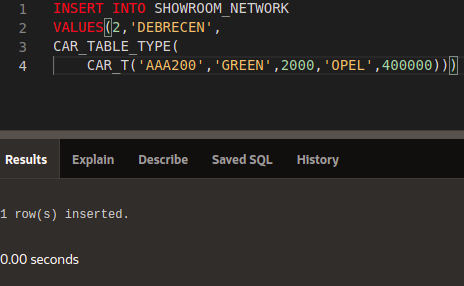 1 INSERT INTO SHOWROOM_NETWORK
2 VALUES(2,'DEBRECEN',
3 CAR_TABLE_TYPE(
4 CAR_T('AAA200','GREEN',2000,'OPEL',400000)))
Results Explain Describe Saved SQL History
1 row(s) inserted.
0.00 seconds